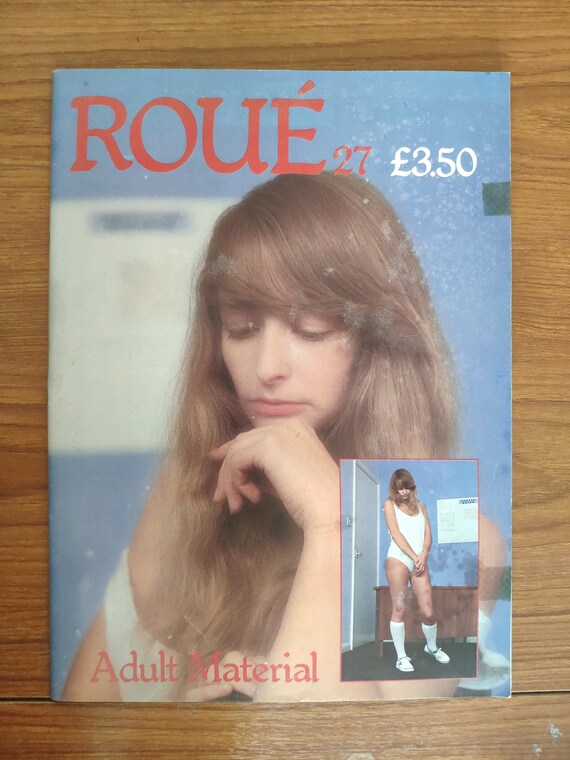 ROUÉ 27 £3.50
Adult Material